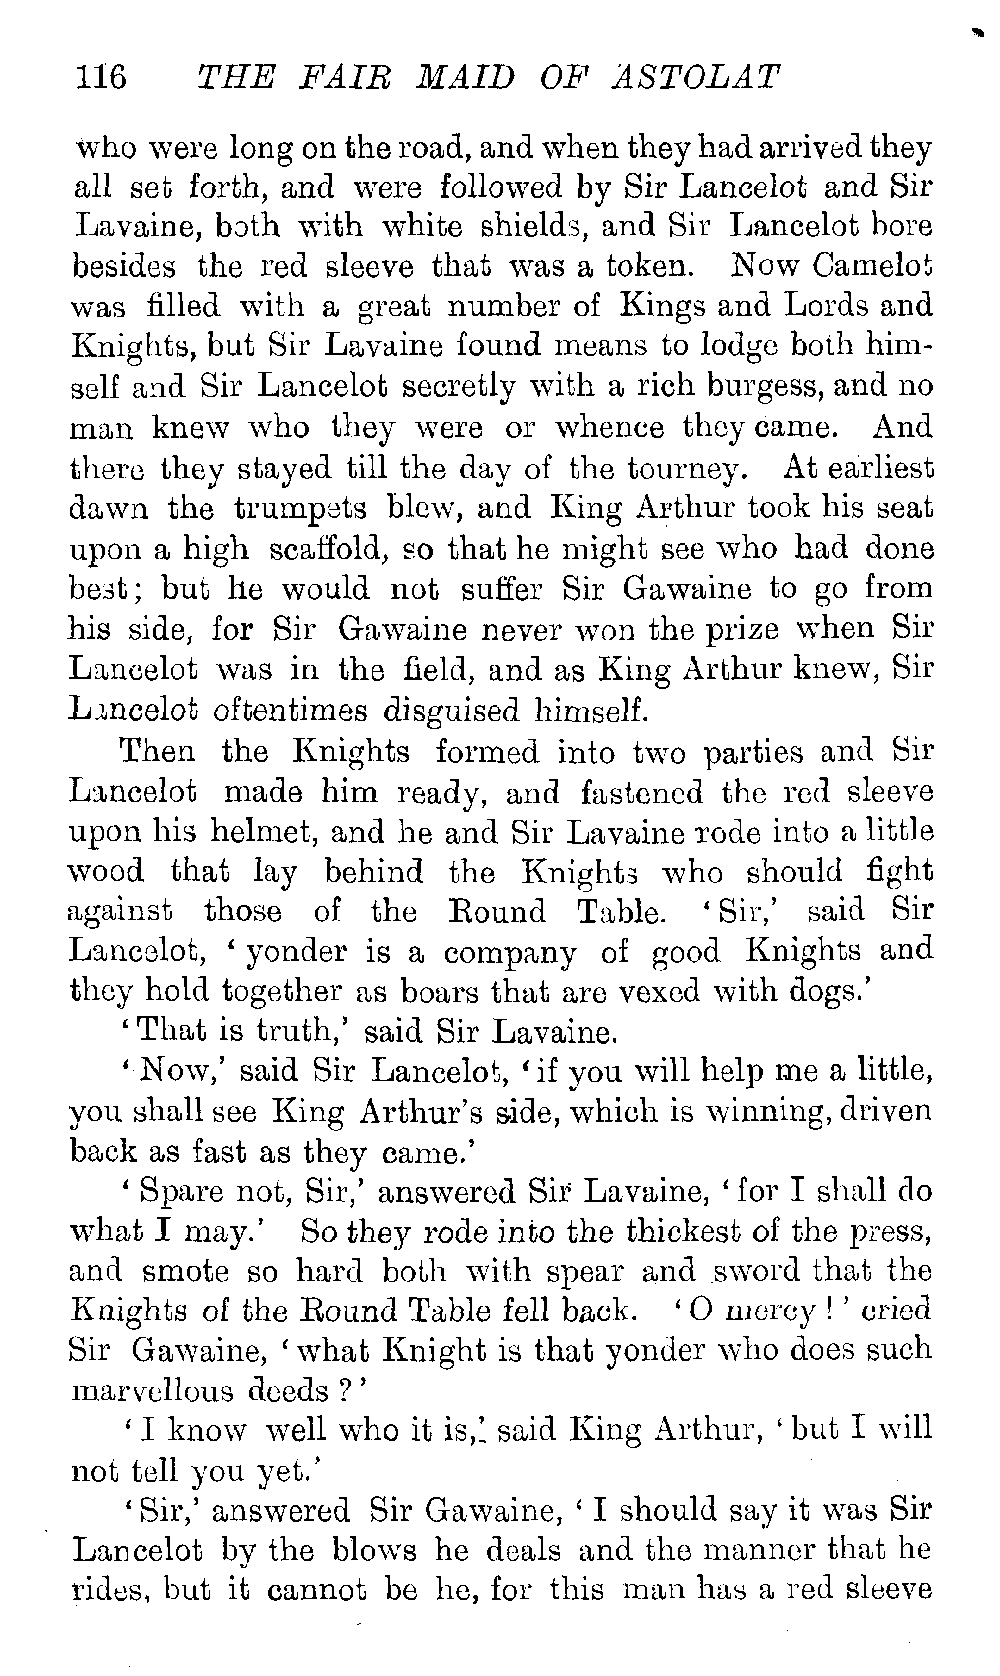 116 THE FAIR MAID OF ASTOLAT
who were long on the road, and when they had arrived they
all set forth, and were followed by Sir Lancelot and Sir
Lavaine, both with white shields, and Sir Lancelot bore
besides the red sleeve that was a token. Now Camelot
was filled with a great number of Kings and Lords and
Knights, but Sir Lavaine found means to lodge both him-
self and Sir Lancelot secretly with a rich burgess, and no
man knew who they were or whence they came. And
there they stayed till the day of the tourney. At earliest
dawn the trumpets blew, and King Arthur took his seat
upon a high scaffold, so that he might see who had done
best; but he would not suffer Sir Gawaine to go from
his side, for Sir Gawaine never won the prize when Sir
Lancelot was in the field, and as King Arthur knew, Sir
Lancelot oftentimes disguised himself.
Then the Knights formed into two parties and Sir
Lancelot made him ready, and fastened the red sleeve
upon his helmet, and he and Sir Lavaine rode into a little
wood that lay behind the Knights who should fight
against those of the Round Table. ‘Sir,’ said Sir
Lancelot, ‘yonder is a company of good Knights and
they hold together as boars that are vexed with dogs.’
‘That is truth,’ said Sir Lavaine.
‘Now,’ said Sir Lancelot, ‘if you will help me a little,
you shall see King Arthur's side, which is winning, driven
back as fast as they came.’
‘Spare not, Sir,’ answered Sir Lavaine, ‘for I shall do
what I may.’ So they rode into the thickest of the press,
and smote so hard both with spear and sword that the
Knights of the Round Table fell back. ‘O mercy!’ cried
Sir Gawaine, ‘what Knight is that yonder who does such
marvellous deeds?’
‘I know well who it is,’ said King Arthur, ‘but I will
not tell you yet.’
‘Sir,’ answered Sir Gawaine, ‘I should say it was Sir
Lancelot by the blows he deals and the manner that he
rides, but it cannot be he, for this man has a red sleeve